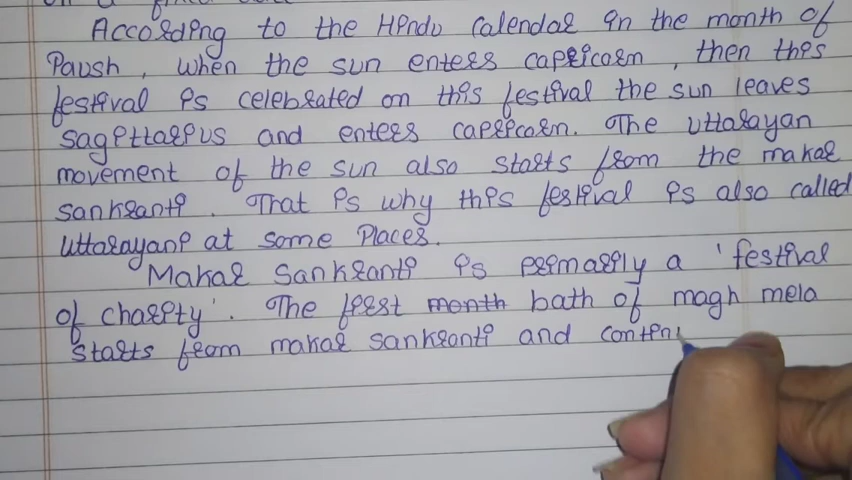 According to the Hindu Calendar in the month of
Paush, when the sun enters capricorn, then this
festival is celebrated on this festival the sun leaves
sagittarius and enters capricorn. The Uttarayan
movement of the sun also starts from the makar
sankranti. That is why this festival is also called
Uttarayani at some places.
Makar Sankranti is primarily a 'festival
of charity'. The first month bath of magh mela
starts from makar sankranti and contin